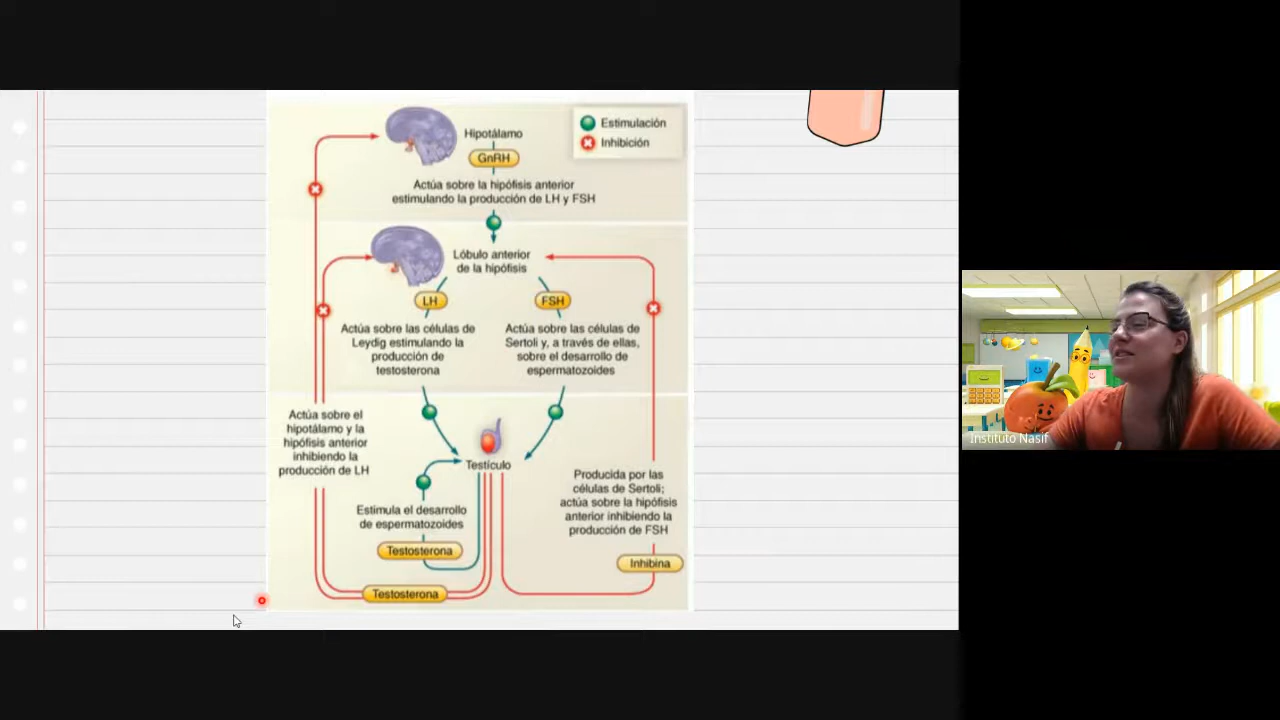 Hipotálamo
GnRH
Estimulación
Inhibición
Actúa sobre la hipófisis anterior
estimulando la producción de LH y FSH
Lóbulo anterior
de la hipófisis
LH
FSH
Actúa sobre las células de
Leydig estimulando la
producción de
testosterona
Actúa sobre las células de
Sertoli y, a través de ellas,
sobre el desarrollo de
espermatozoides
Actúa sobre el
hipotálamo y la
hipófisis anterior
inhibiendo la
producción de LH
Testículo
Estimula el desarrollo
de espermatozoides
Testosterona
Testosterona
Producida por las
células de Sertoli;
actúa sobre la hipófisis
anterior inhibiendo la
producción de FSH
Inhibina
Instituto Nasif